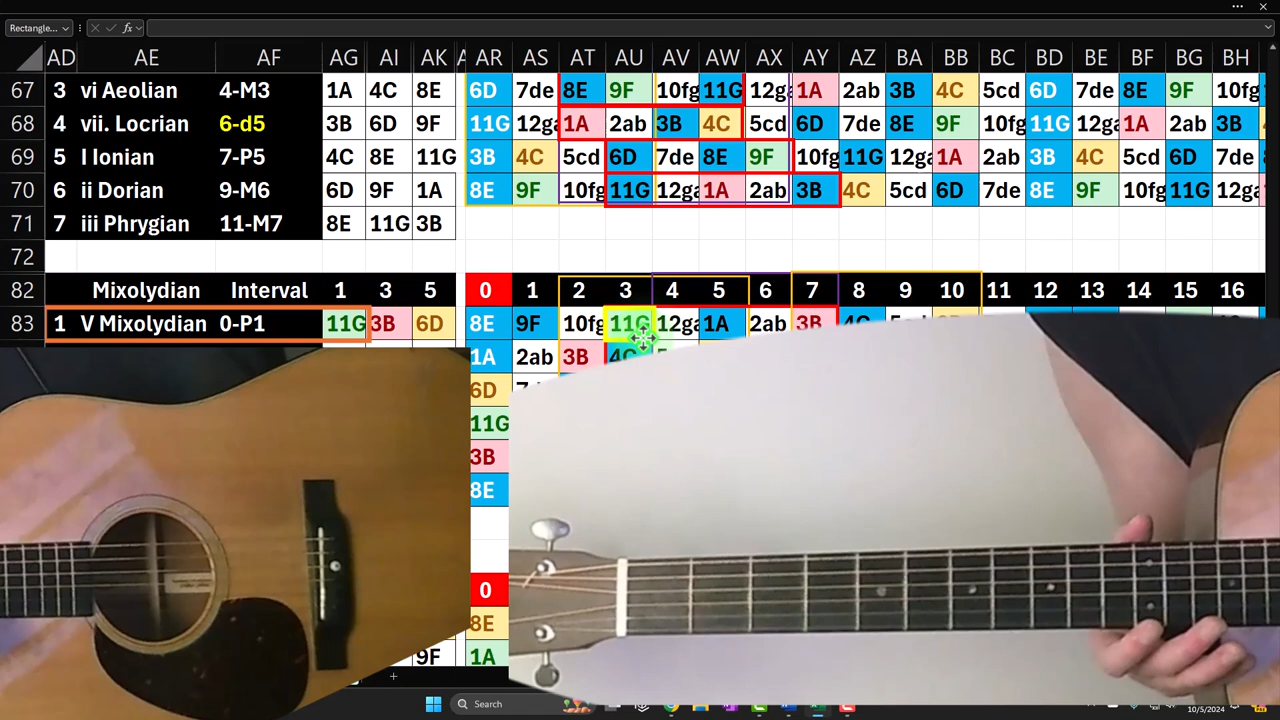 Rectangle... fx
AD AE AF AG AI AK AR AS AT AU AV AW AX AY AZ BA BB BC BD BE BF BG BH
67 3 vi Aeolian 4-M3 1A 4C 8E 6D 7de 8E 9F 10fg 11G 12ga 1A 2ab 3B 4C 5cd 6D 7de 8E 9F 10fg
68 4 vii. Locrian 6-d5 3B 6D 9F 11G 12ga 1A 2ab 3B 4C 5cd 6D 7de 8E 9F 10fg 11G 12ga 1A 2ab 3B
69 5 I Ionian 7-P5 4C 8E 11G 3B 4C 5cd 6D 7de 8E 9F 10fg 11G 12ga 1A 2ab 3B 4C 5cd 6D 7de
70 6 ii Dorian 9-M6 6D 9F 1A 8E 9F 10fg 11G 12ga 1A 2ab 3B 4C 5cd 6D 7de 8E 9F 10fg 11G 12ga
71 7 iii Phrygian 11-M7 8E 11G 3B
72
82 Mixolydian Interval 1 3 5 0 1 2 3 4 5 6 7 8 9 10 11 12 13 14 15 16
83 1 V Mixolydian 0-P1 11G 3B 6D 8E 9F 10fg 11G 12ga 1A 2ab 3B
1A 2ab 3B 4C
6D
11G
3B
8E
0
8E
9F 1A
Search
10/5/2024